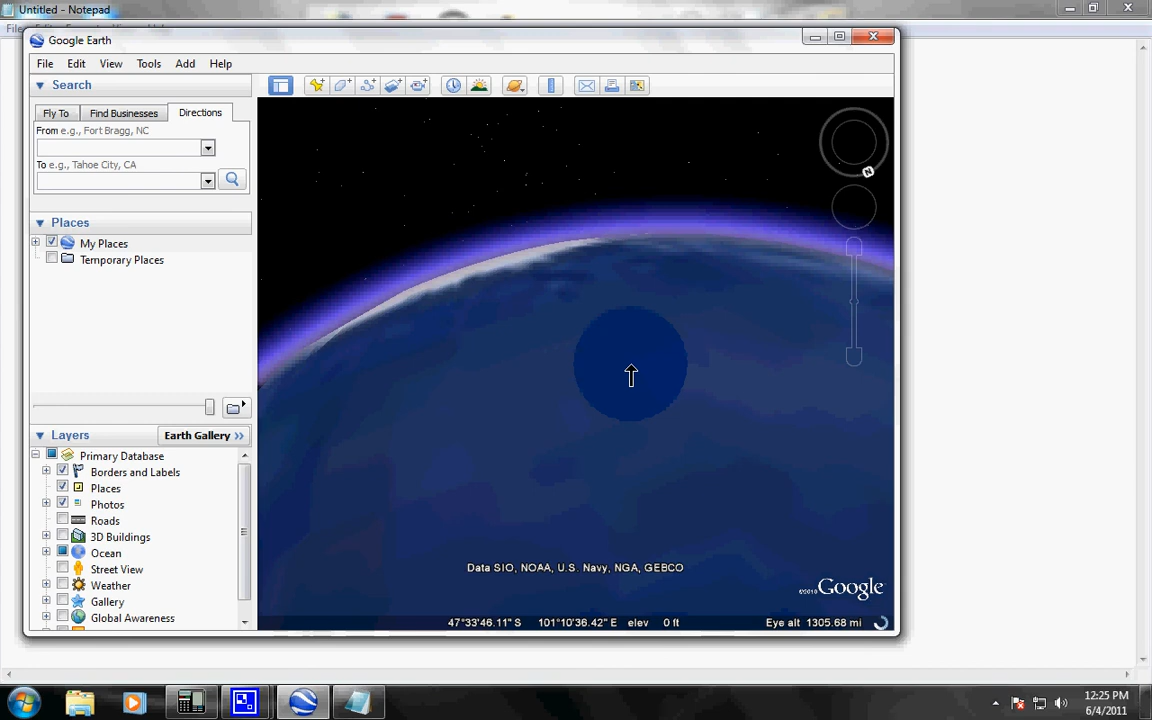 Untitled - Notepad
Google Earth
File Edit View Tools Add Help
Search
Fly To Find Businesses Directions
From e.g., Fort Bragg, NC
To e.g., Tahoe City, CA
Places
My Places
Temporary Places
Layers
Earth Gallery >>
Primary Database
Borders and Labels
Places
Photos
Roads
3D Buildings
Ocean
Street View
Weather
Gallery
Global Awareness
N
Data SIO, NOAA, U.S. Navy, NGA, GEBCO
©2010 Google
47°33'46.11" S 101°10'36.42" E elev 0 ft Eye alt 1305.68 mi
12:25 PM
6/4/2011